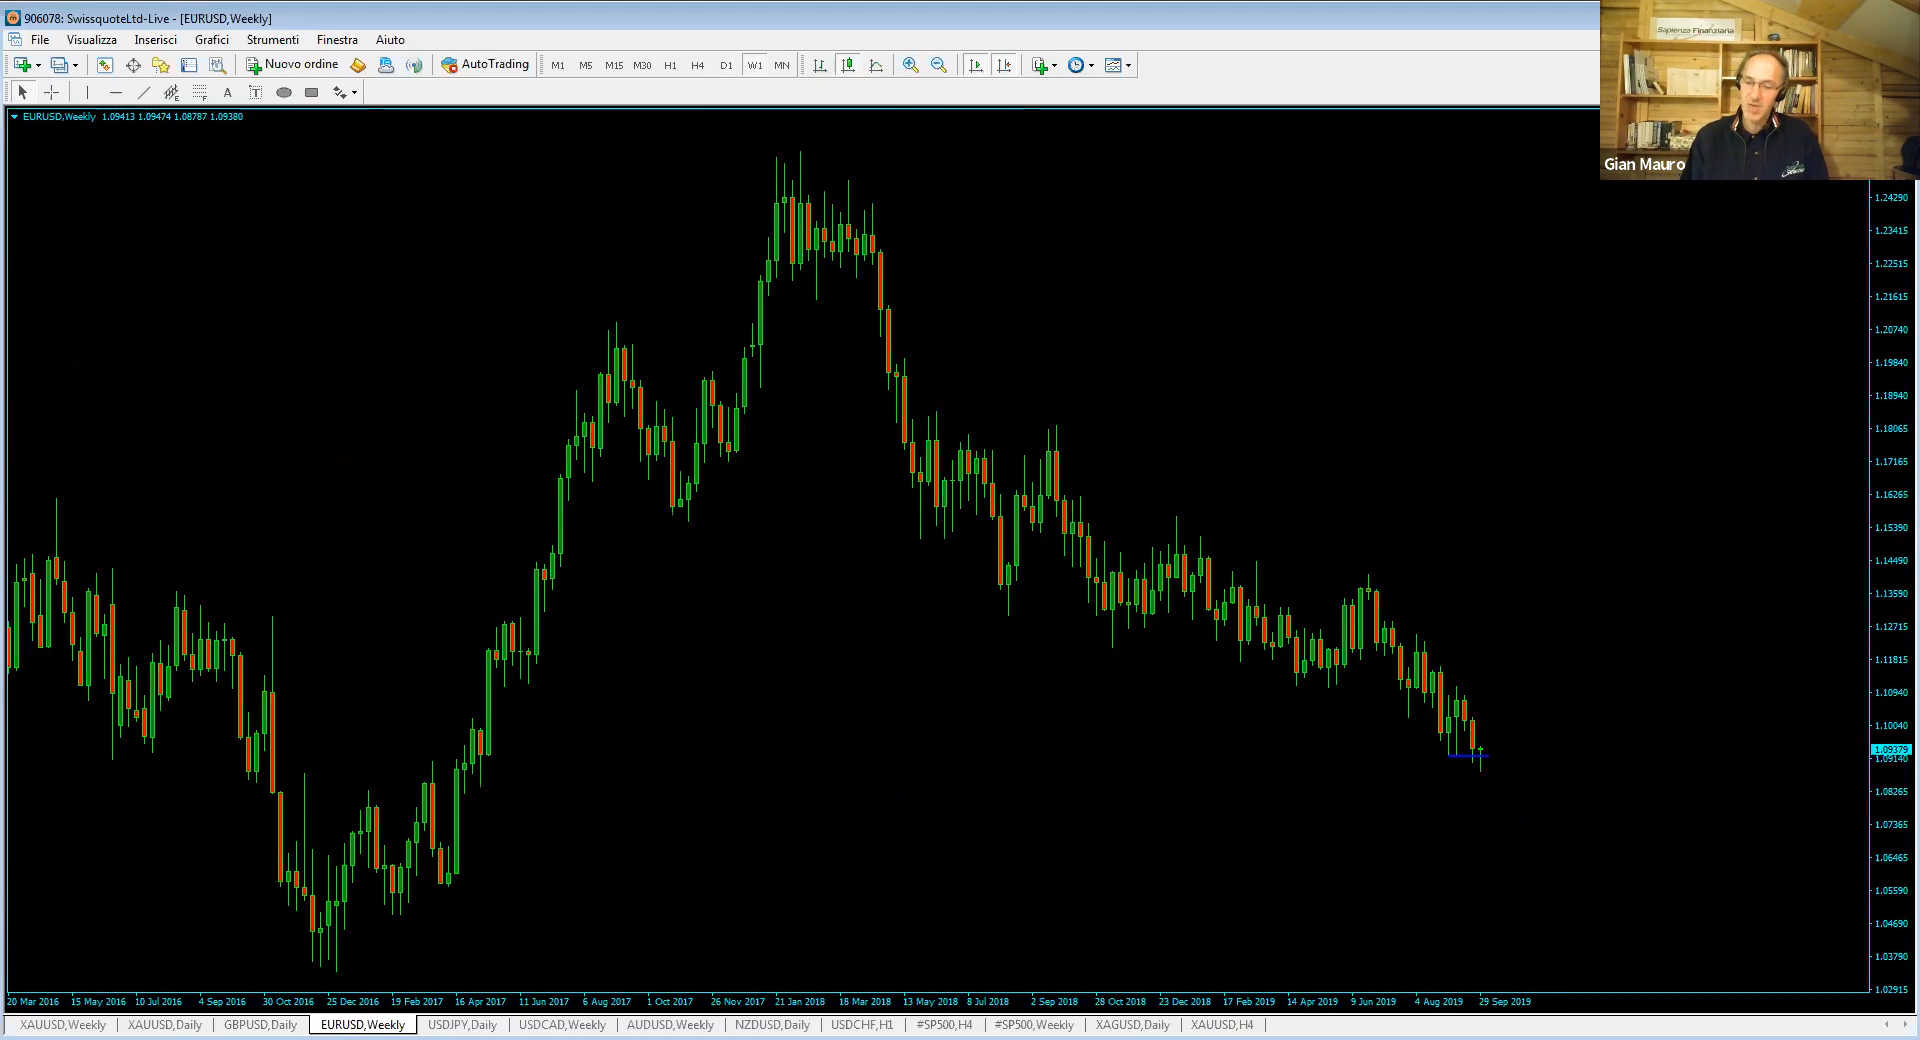 906078: SwissquoteLtd-Live - [EURUSD,Weekly]
File Visualizza Inserisci Grafici Strumenti Finestra Aiuto
Nuovo ordine AutoTrading M1 M5 M15 M30 H1 H4 D1 W1 MN
A T
EURUSD,Weekly 1.09413 1.09474 1.08787 1.09380
Sapienza Finanziaria
Gian Mauro
1.24290
1.23415
1.22515
1.21615
1.20740
1.19840
1.18940
1.18065
1.17165
1.16265
1.15390
1.14490
1.13590
1.12715
1.11815
1.10940
1.10040
1.09379
1.09140
1.08265
1.07365
1.06465
1.05590
1.04690
1.03790
1.02915
20 Mar 2016 15 May 2016 10 Jul 2016 4 Sep 2016 30 Oct 2016 25 Dec 2016 19 Feb 2017 16 Apr 2017 11 Jun 2017 6 Aug 2017 1 Oct 2017 26 Nov 2017 21 Jan 2018 18 Mar 2018 13 May 2018 8 Jul 2018 2 Sep 2018 28 Oct 2018 23 Dec 2018 17 Feb 2019 14 Apr 2019 9 Jun 2019 4 Aug 2019 29 Sep 2019
XAUUSD,Weekly XAUUSD,Daily GBPUSD,Daily EURUSD,Weekly USDJPY,Daily USDCAD,Weekly AUDUSD,Weekly NZDUSD,Daily USDCHF,H1 #SP500,H4 #SP500,Weekly XAGUSD,Daily XAUUSD,H4